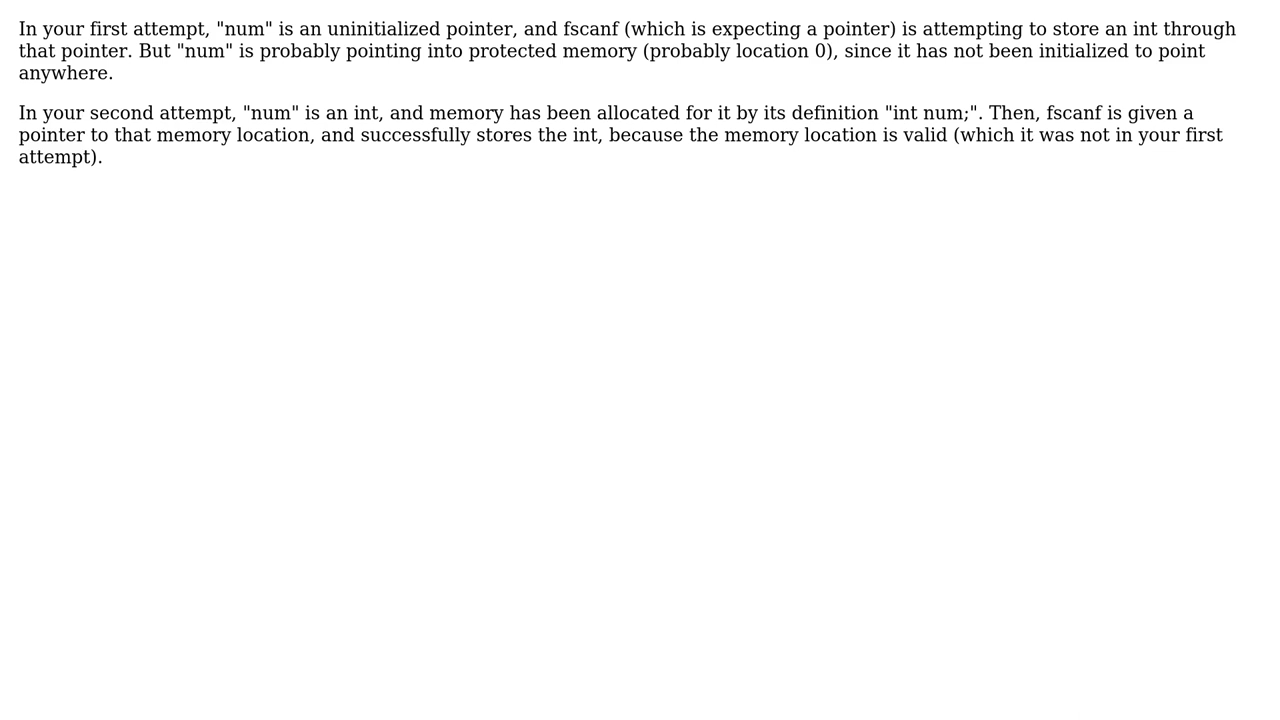 In your first attempt, "num" is an uninitialized pointer, and fscanf (which is expecting a pointer) is attempting to store an int through
that pointer. But "num" is probably pointing into protected memory (probably location 0), since it has not been initialized to point
anywhere.
In your second attempt, "num" is an int, and memory has been allocated for it by its definition "int num;". Then, fscanf is given a
pointer to that memory location, and successfully stores the int, because the memory location is valid (which it was not in your first
attempt).